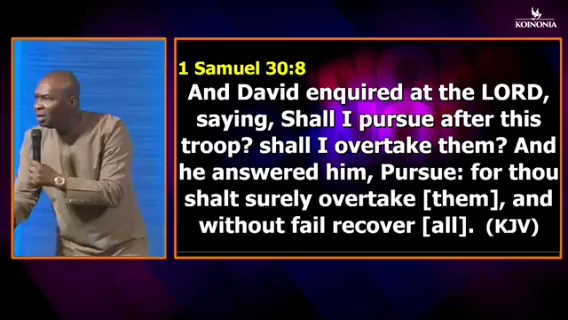 KOINONIA
1 Samuel 30:8
And David enquired at the LORD,
saying, Shall I pursue after this
troop? shall I overtake them? And
he answered him, Pursue: for thou
shalt surely overtake [them], and
without fail recover [all]. (KJV)